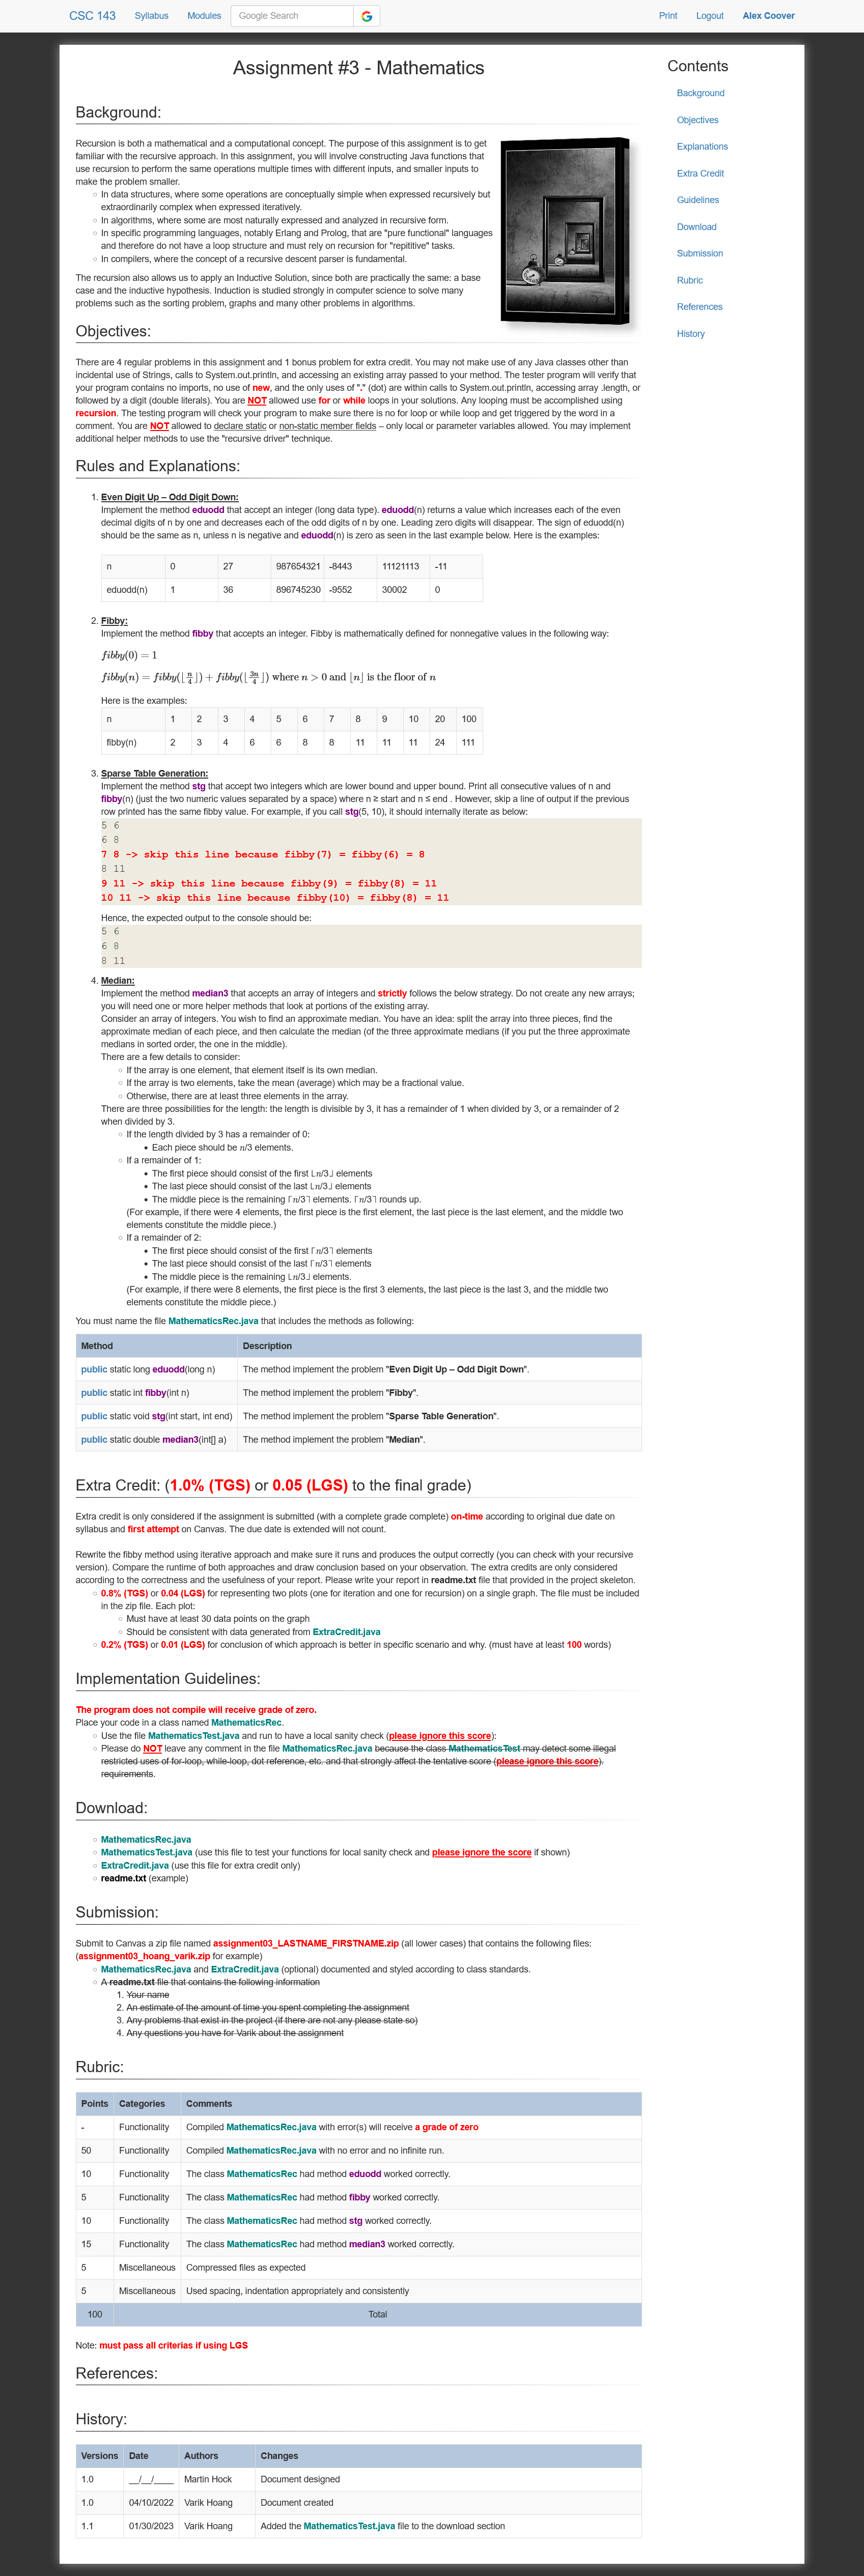 CSC 143 Syllabus Modules Google Search Print Logout Alex Coover
Assignment #3 - Mathematics
Contents
Background
Objectives
Explanations
Extra Credit
Guidelines
Download
Submission
Rubric
References
History
Background:
Recursion is both a mathematical and a computational concept. The purpose of this assignment is to get
familiar with the recursive approach. In this assignment, you will involve constructing Java functions that
use recursion to perform the same operations multiple times with different inputs, and smaller inputs to
make the problem smaller.
In data structures, where some operations are conceptually simple when expressed recursively but
extraordinarily complex when expressed iteratively.
In algorithms, where some are most naturally expressed and analyzed in recursive form.
In specific programming languages, notably Erlang and Prolog, that are "pure functional" languages
and therefore do not have a loop structure and must rely on recursion for "repititive" tasks.
In compilers, where the concept of a recursive descent parser is fundamental.
The recursion also allows us to apply an Inductive Solution, since both are practically the same: a base
case and the inductive hypothesis. Induction is studied strongly in computer science to solve many
problems such as the sorting problem, graphs and many other problems in algorithms.
Objectives:
There are 4 regular problems in this assignment and 1 bonus problem for extra credit. You may not make use of any Java classes other than
incidental use of Strings, calls to System.out.println, and accessing an existing array passed to your method. The tester program will verify that
your program contains no imports, no use of new, and the only uses of "." (dot) are within calls to System.out.println, accessing array .length, or
followed by a digit (double literals). You are NOT allowed use for or while loops in your solutions. Any looping must be accomplished using
recursion. The testing program will check your program to make sure there is no for loop or while loop and get triggered by the word in a
comment. You are NOT allowed to declare static or non-static member fields – only local or parameter variables allowed. You may implement
additional helper methods to use the "recursive driver" technique.
Rules and Explanations:
1. Even Digit Up – Odd Digit Down:
Implement the method eduodd that accept an integer (long data type). eduodd(n) returns a value which increases each of the even
decimal digits of n by one and decreases each of the odd digits of n by one. Leading zero digits will disappear. The sign of eduodd(n)
should be the same as n, unless n is negative and eduodd(n) is zero as seen in the last example below. Here is the examples:
n 0 27 987654321 -8443 11121113 -11
eduodd(n) 1 36 896745230 -9552 30002 0
2. Fibby:
Implement the method fibby that accepts an integer. Fibby is mathematically defined for nonnegative values in the following way:
fibby(0) = 1
fibby(n) = fibby(⌊ n/4 ⌋) + fibby(⌊ 3n/4 ⌋) where n > 0 and ⌊n⌋ is the floor of n
Here is the examples:
n 1 2 3 4 5 6 7 8 9 10 20 100
fibby(n) 2 3 4 6 6 8 8 11 11 11 24 111
3. Sparse Table Generation:
Implement the method stg that accept two integers which are lower bound and upper bound. Print all consecutive values of n and
fibby(n) (just the two numeric values separated by a space) where n ≥ start and n ≤ end . However, skip a line of output if the previous
row printed has the same fibby value. For example, if you call stg(5, 10), it should internally iterate as below:
5 6
6 8
7 8 -> skip this line because fibby(7) = fibby(6) = 8
8 11
9 11 -> skip this line because fibby(9) = fibby(8) = 11
10 11 -> skip this line because fibby(10) = fibby(8) = 11
Hence, the expected output to the console should be:
5 6
6 8
8 11
4. Median:
Implement the method median3 that accepts an array of integers and strictly follows the below strategy. Do not create any new arrays;
you will need one or more helper methods that look at portions of the existing array.
Consider an array of integers. You wish to find an approximate median. You have an idea: split the array into three pieces, find the
approximate median of each piece, and then calculate the median (of the three approximate medians (if you put the three approximate
medians in sorted order, the one in the middle).
There are a few details to consider:
If the array is one element, that element itself is its own median.
If the array is two elements, take the mean (average) which may be a fractional value.
Otherwise, there are at least three elements in the array.
There are three possibilities for the length: the length is divisible by 3, it has a remainder of 1 when divided by 3, or a remainder of 2
when divided by 3.
If the length divided by 3 has a remainder of 0:
Each piece should be n/3 elements.
If a remainder of 1:
The first piece should consist of the first ⌊n/3⌋ elements
The last piece should consist of the last ⌊n/3⌋ elements
The middle piece is the remaining ⌈n/3⌉ elements. ⌈n/3⌉ rounds up.
(For example, if there were 4 elements, the first piece is the first element, the last piece is the last element, and the middle two
elements constitute the middle piece.)
If a remainder of 2:
The first piece should consist of the first ⌈n/3⌉ elements
The last piece should consist of the last ⌈n/3⌉ elements
The middle piece is the remaining ⌊n/3⌋ elements.
(For example, if there were 8 elements, the first piece is the first 3 elements, the last piece is the last 3, and the middle two
elements constitute the middle piece.)
You must name the file MathematicsRec.java that includes the methods as following:
Method Description
public static long eduodd(long n) The method implement the problem "Even Digit Up – Odd Digit Down".
public static int fibby(int n) The method implement the problem "Fibby".
public static void stg(int start, int end) The method implement the problem "Sparse Table Generation".
public static double median3(int[] a) The method implement the problem "Median".
Extra Credit: (1.0% (TGS) or 0.05 (LGS) to the final grade)
Extra credit is only considered if the assignment is submitted (with a complete grade complete) on-time according to original due date on
syllabus and first attempt on Canvas. The due date is extended will not count.
Rewrite the fibby method using iterative approach and make sure it runs and produces the output correctly (you can check with your recursive
version). Compare the runtime of both approaches and draw conclusion based on your observation. The extra credits are only considered
according to the correctness and the usefulness of your report. Please write your report in readme.txt file that provided in the project skeleton.
0.8% (TGS) or 0.04 (LGS) for representing two plots (one for iteration and one for recursion) on a single graph. The file must be included
in the zip file. Each plot:
Must have at least 30 data points on the graph
Should be consistent with data generated from ExtraCredit.java
0.2% (TGS) or 0.01 (LGS) for conclusion of which approach is better in specific scenario and why. (must have at least 100 words)
Implementation Guidelines:
The program does not compile will receive grade of zero.
Place your code in a class named MathematicsRec.
Use the file MathematicsTest.java and run to have a local sanity check (please ignore this score):
Please do NOT leave any comment in the file MathematicsRec.java because the class MathematicsTest may detect some illegal
restricted uses of for-loop, while-loop, dot reference, etc. and that strongly affect the tentative score (please ignore this score).
requirements.
Download:
MathematicsRec.java
MathematicsTest.java (use this file to test your functions for local sanity check and please ignore the score if shown)
ExtraCredit.java (use this file for extra credit only)
readme.txt (example)
Submission:
Submit to Canvas a zip file named assignment03_LASTNAME_FIRSTNAME.zip (all lower cases) that contains the following files:
(assignment03_hoang_varik.zip for example)
MathematicsRec.java and ExtraCredit.java (optional) documented and styled according to class standards.
A readme.txt file that contains the following information
1. Your name
2. An estimate of the amount of time you spent completing the assignment
3. Any problems that exist in the project (if there are not any please state so)
4. Any questions you have for Varik about the assignment
Rubric:
Points Categories Comments
- Functionality Compiled MathematicsRec.java with error(s) will receive a grade of zero
50 Functionality Compiled MathematicsRec.java with no error and no infinite run.
10 Functionality The class MathematicsRec had method eduodd worked correctly.
5 Functionality The class MathematicsRec had method fibby worked correctly.
10 Functionality The class MathematicsRec had method stg worked correctly.
15 Functionality The class MathematicsRec had method median3 worked correctly.
5 Miscellaneous Compressed files as expected
5 Miscellaneous Used spacing, indentation appropriately and consistently
100 Total
Note: must pass all criterias if using LGS
References:
History:
Versions Date Authors Changes
1.0 __/__/____ Martin Hock Document designed
1.0 04/10/2022 Varik Hoang Document created
1.1 01/30/2023 Varik Hoang Added the MathematicsTest.java file to the download section